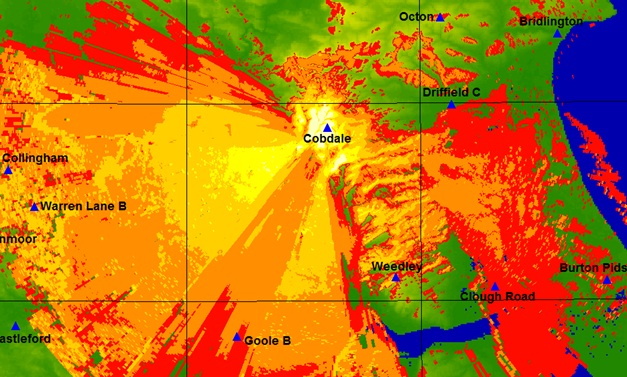 Octon
Bridlington
Driffield C
Cobdale
Collingham
Warren Lane B
nmoor
Weedley
Burton Pids
Clough Road
astleford
Goole B